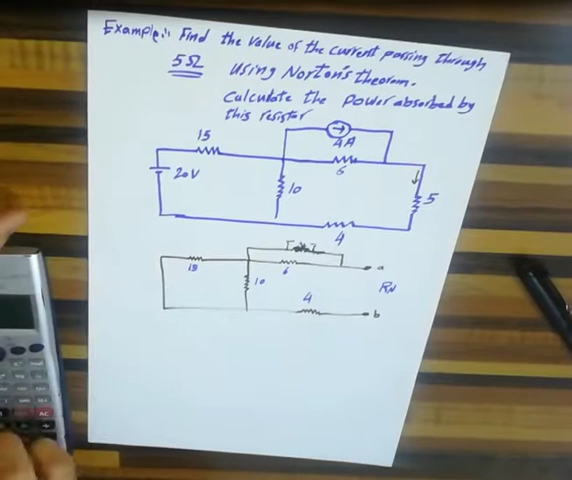 Example:: Find the value of the current passing through
5Ω using Norton's theorem.
Calculate the power absorbed by
this resistor
15
4A
6
20V
10
5
4
15
6
a
10
RN
4
b
AC